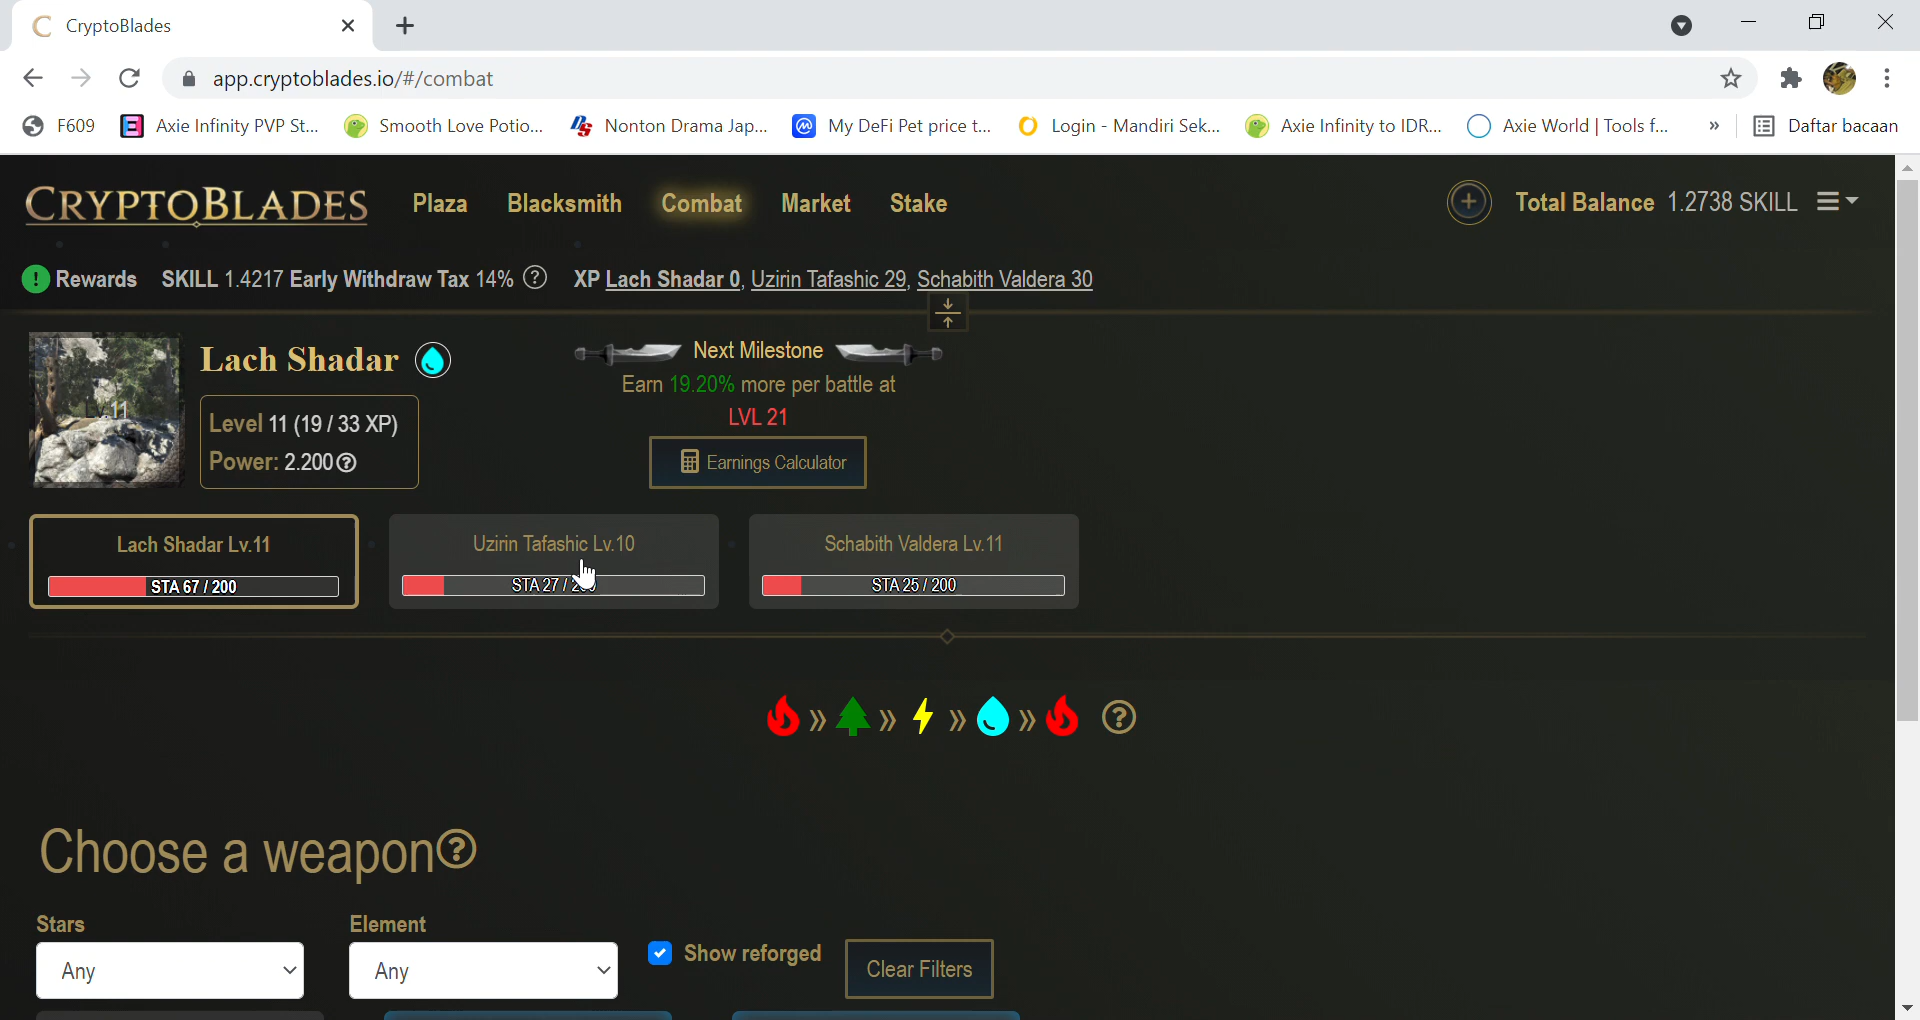 CryptoBlades
app.cryptoblades.io/#/combat
F609 Axie Infinity PVP St... Smooth Love Potio... Nonton Drama Jap... My DeFi Pet price t... Login - Mandiri Sek... Axie Infinity to IDR... Axie World | Tools f... » Daftar bacaan
CRYPTOBLADES Plaza Blacksmith Combat Market Stake Total Balance 1.2738 SKILL
Rewards SKILL 1.4217 Early Withdraw Tax 14% ? XP Lach Shadar 0, Uzirin Tafashic 29, Schabith Valdera 30
Lach Shadar
Lv.11
Level 11 (19 / 33 XP)
Power: 2.200 ?
Next Milestone
Earn 19.20% more per battle at
LVL 21
Earnings Calculator
Lach Shadar Lv.11
STA 67 / 200
Uzirin Tafashic Lv.10
STA 27 /
Schabith Valdera Lv.11
STA 25 / 200
» » » » ?
Choose a weapon?
Stars
Any
Element
Any
Show reforged
Clear Filters